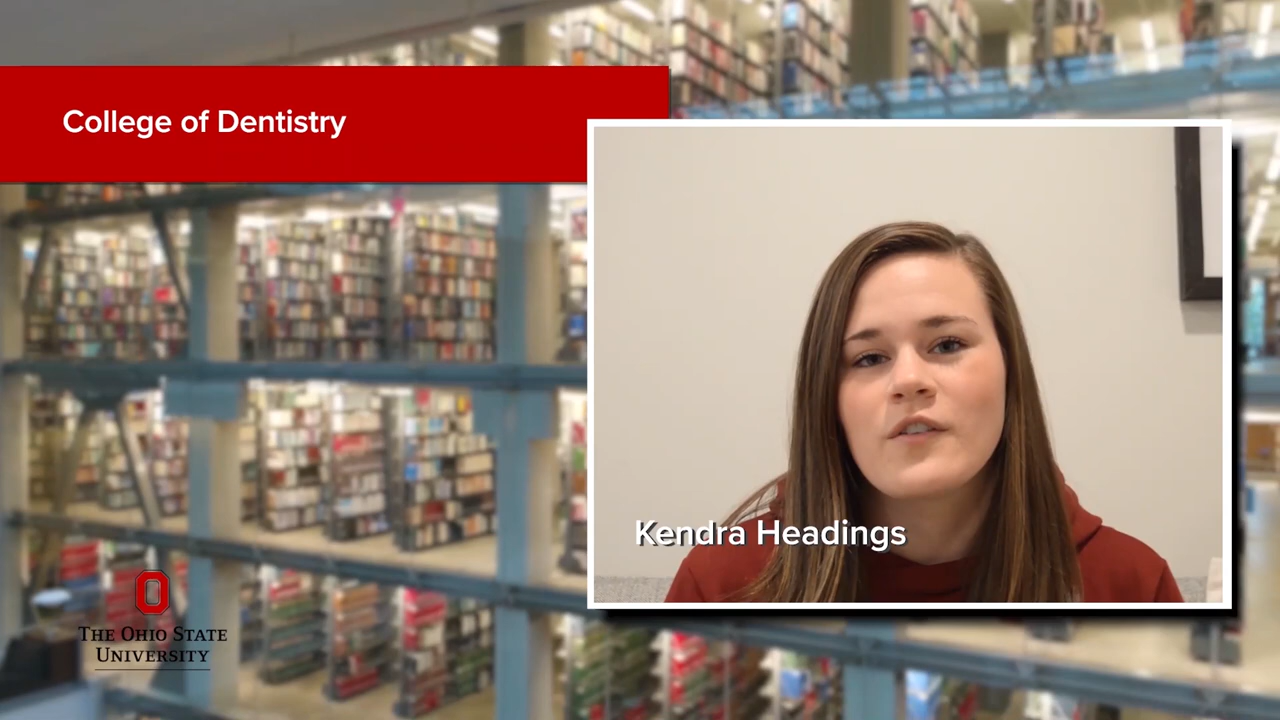 College of Dentistry
Kendra Headings
THE OHIO STATE
UNIVERSITY